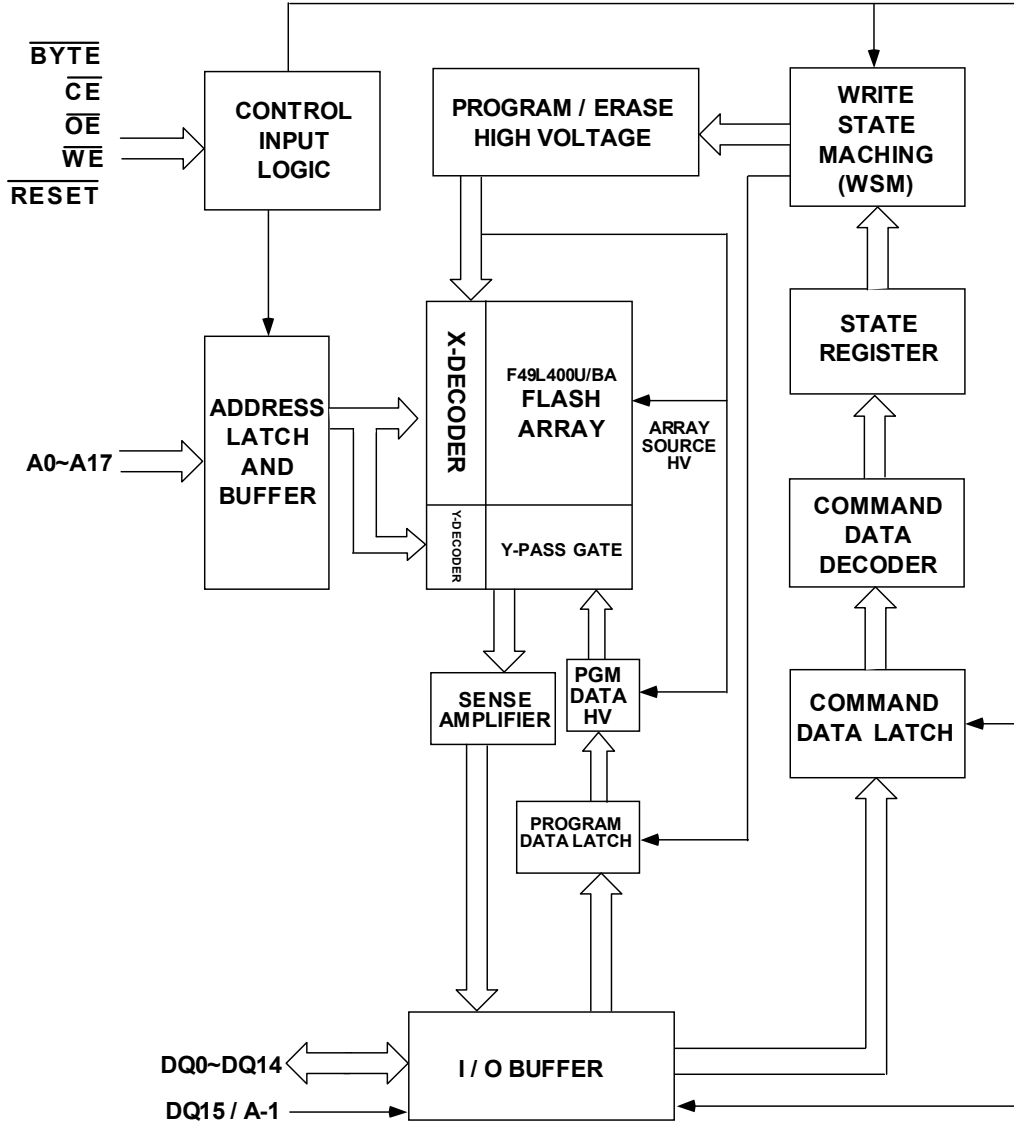 BYTE
CE
OE
WE
RESET
CONTROL
INPUT
LOGIC
PROGRAM / ERASE
HIGH VOLTAGE
WRITE
STATE
MACHING
(WSM)
STATE
REGISTER
A0~A17
ADDRESS
LATCH
AND
BUFFER
X-DECODER
F49L400U/BA
FLASH
ARRAY
ARRAY
SOURCE
HV
Y-DECODER
Y-PASS GATE
COMMAND
DATA
DECODER
SENSE
AMPLIFIER
PGM
DATA
HV
COMMAND
DATA LATCH
PROGRAM
DATA LATCH
DQ0~DQ14
DQ15 / A-1
I / O BUFFER